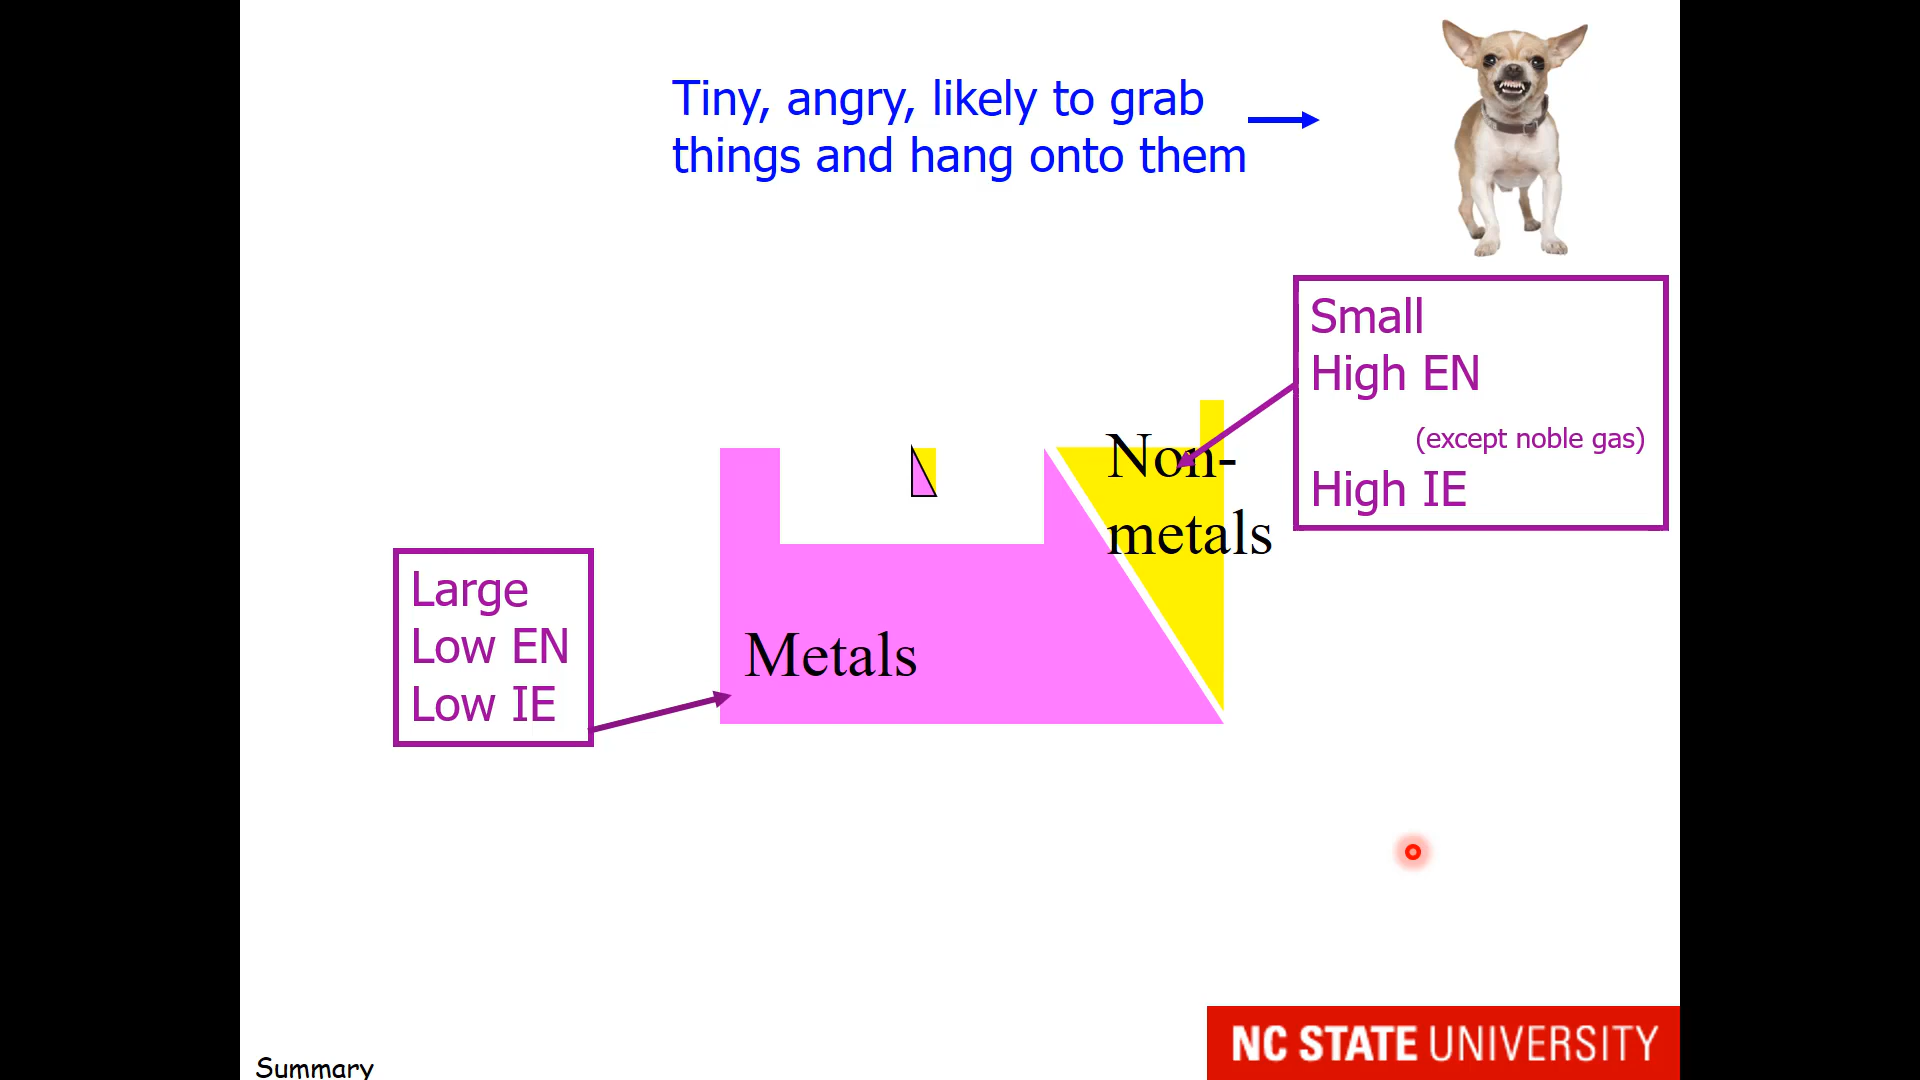 Tiny, angry, likely to grab
things and hang onto them
Small
High EN
(except noble gas)
High IE
Non-
metals
Large
Low EN
Low IE
Metals
NC STATE UNIVERSITY
Summary